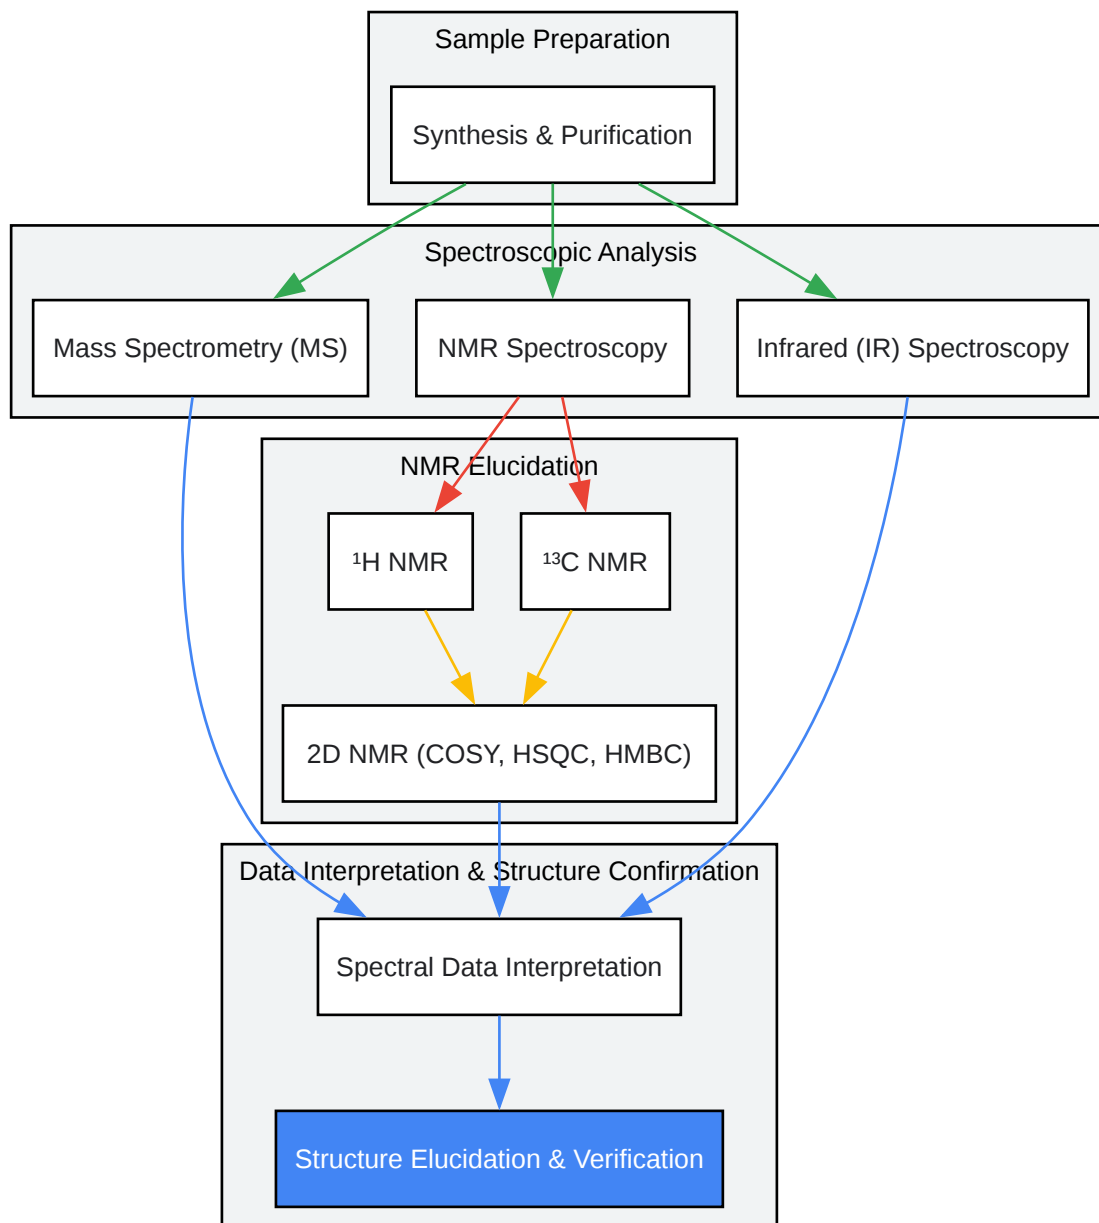 Sample Preparation
Synthesis & Purification
Spectroscopic Analysis
Mass Spectrometry (MS)
NMR Spectroscopy
Infrared (IR) Spectroscopy
NMR Elucidation
¹H NMR
¹³C NMR
2D NMR (COSY, HSQC, HMBC)
Data Interpretation & Structure Confirmation
Spectral Data Interpretation
Structure Elucidation & Verification